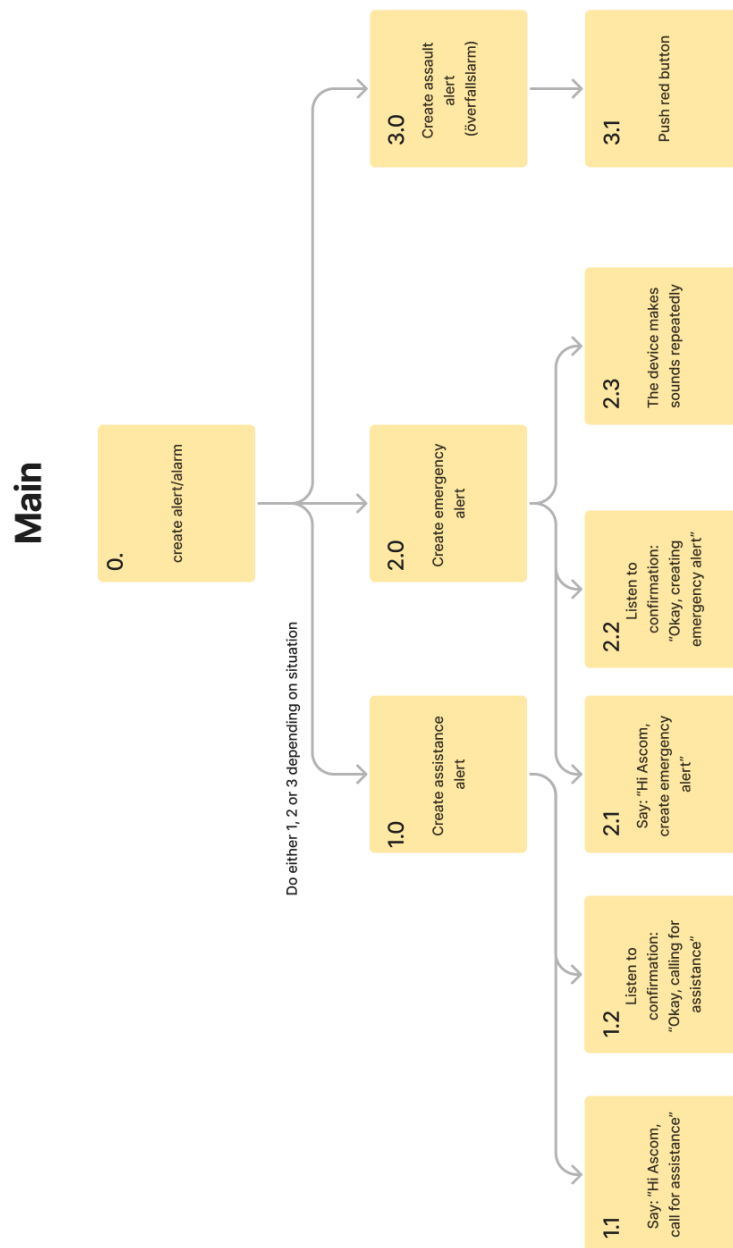 Main
0.
create alert/alarm
Do either 1, 2 or 3 depending on situation
1.0
Create assistance
alert
2.0
Create emergency
alert
3.0
Create assault
alert
(överfallslarm)
1.1
Say: “Hi Ascom,
call for assistance”
1.2
Listen to
confirmation:
“Okay, calling for
assistance”
2.1
Say: “Hi Ascom,
create emergency
alert”
2.2
Listen to
confirmation:
“Okay, creating
emergency alert”
2.3
The device makes
sounds repeatedly
3.1
Push red button